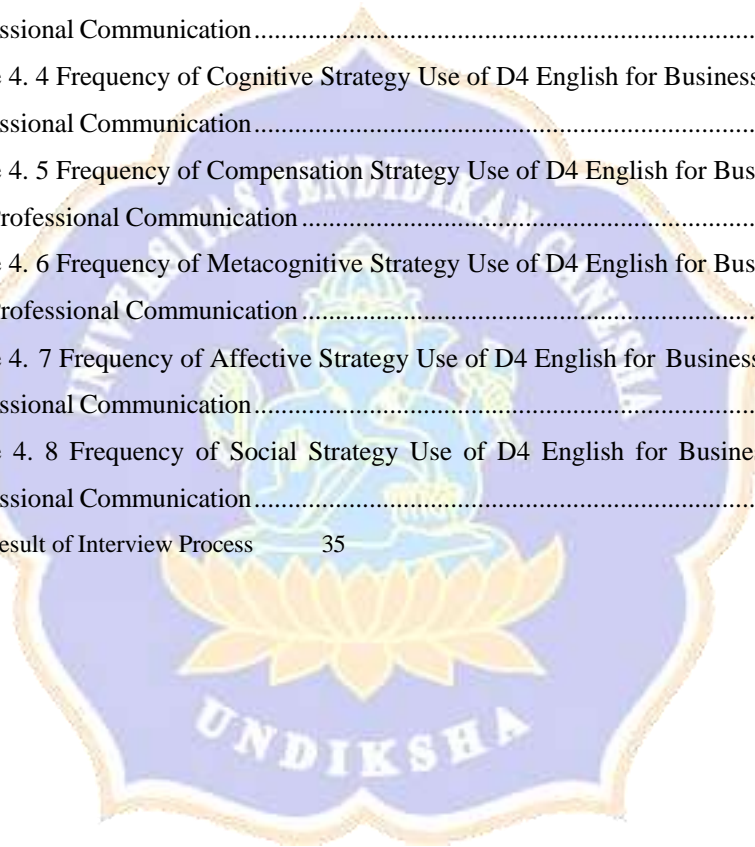 ssional Communication................................................................................
4. 4 Frequency of Cognitive Strategy Use of D4 English for Business
ssional Communication................................................................................
4. 5 Frequency of Compensation Strategy Use of D4 English for Bus
rofessional Communication.........................................................................
4. 6 Frequency of Metacognitive Strategy Use of D4 English for Bus
rofessional Communication.........................................................................
4. 7 Frequency of Affective Strategy Use of D4 English for Business
ssional Communication................................................................................
4. 8 Frequency of Social Strategy Use of D4 English for Busine
ssional Communication................................................................................
esult of Interview Process 35
UNIVERSITAS PENDIDIKAN GANESHA
UNDIKSHA